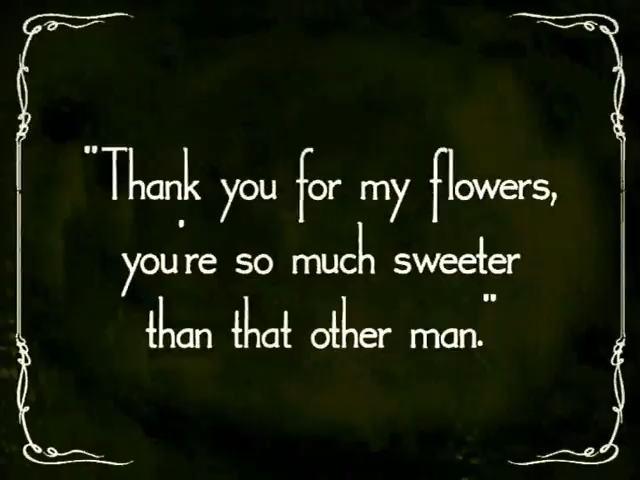 "Thank you for my flowers,
you're so much sweeter
than that other man."